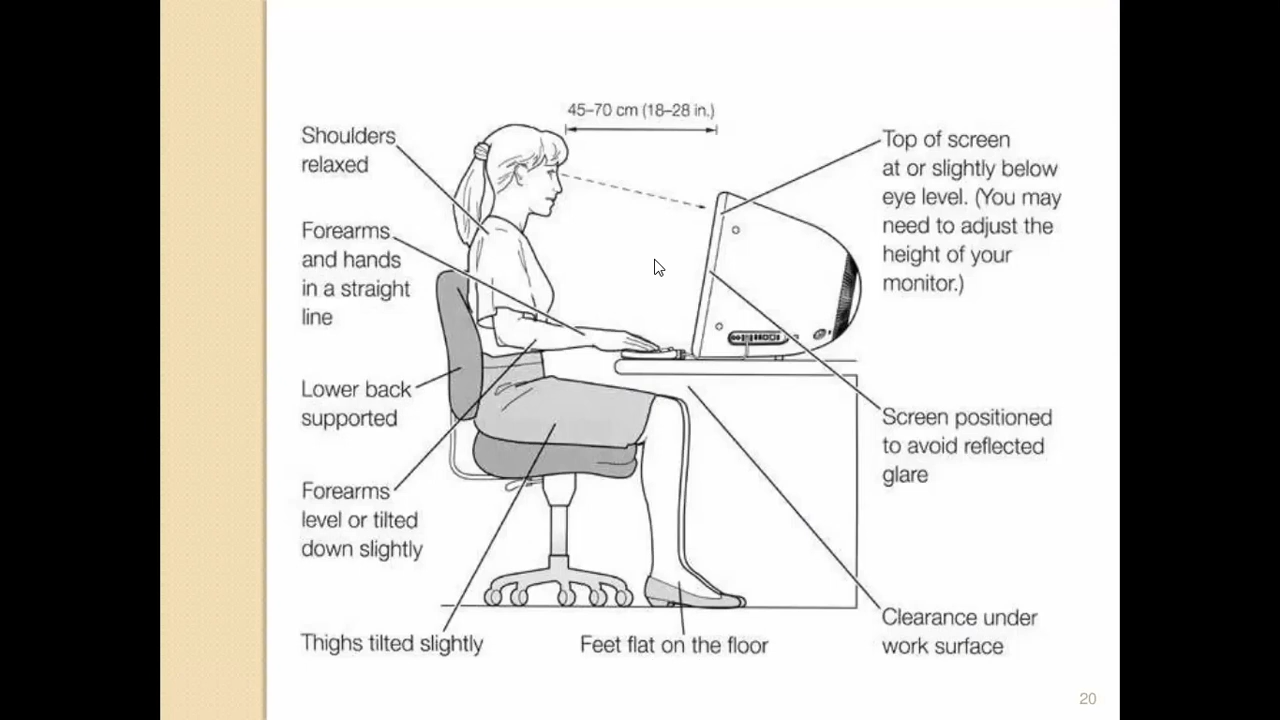 45–70 cm (18–28 in.)
Shoulders
relaxed
Forearms
and hands
in a straight
line
Lower back
supported
Forearms
level or tilted
down slightly
Thighs tilted slightly
Feet flat on the floor
Top of screen
at or slightly below
eye level. (You may
need to adjust the
height of your
monitor.)
Screen positioned
to avoid reflected
glare
Clearance under
work surface
20